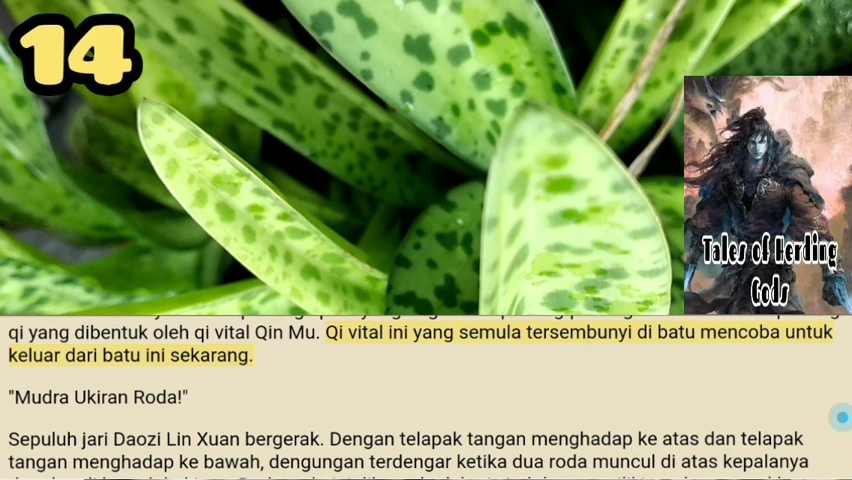 14
Tales of Herding
Gods
qi yang dibentuk oleh qi vital Qin Mu. Qi vital ini yang semula tersembunyi di batu mencoba untuk
keluar dari batu ini sekarang.
"Mudra Ukiran Roda!"
Sepuluh jari Daozi Lin Xuan bergerak. Dengan telapak tangan menghadap ke atas dan telapak
tangan menghadap ke bawah, dengungan terdengar ketika dua roda muncul di atas kepalanya